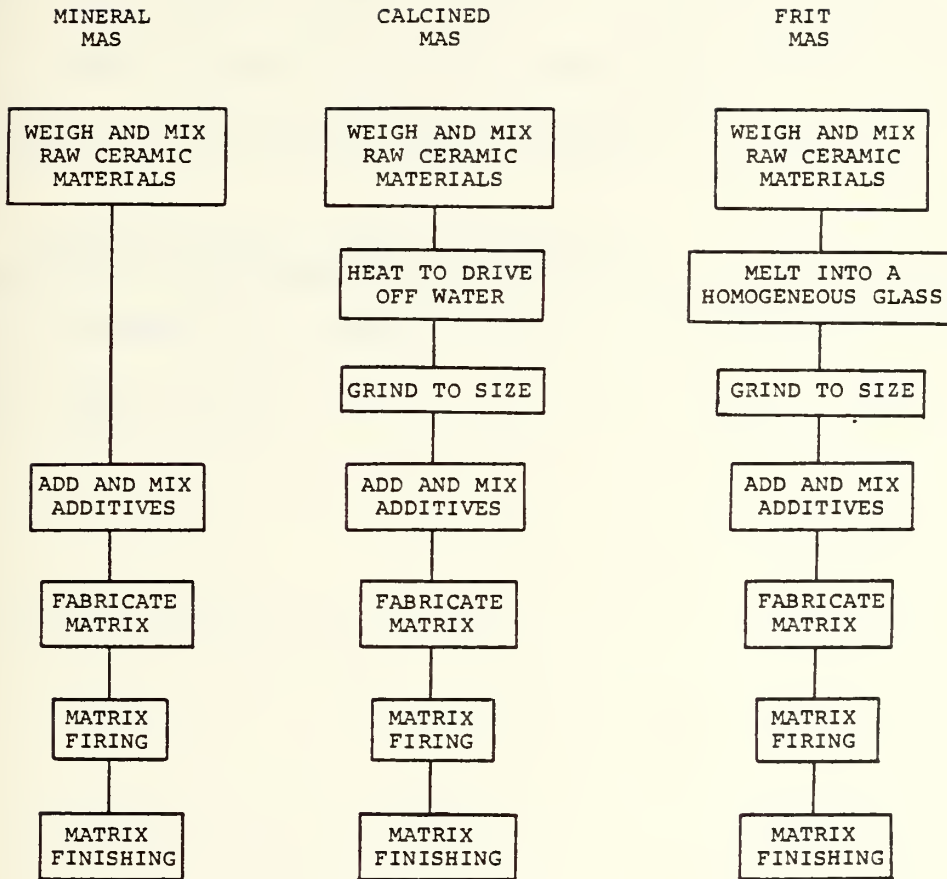 MINERAL
MAS
WEIGH AND MIX
RAW CERAMIC
MATERIALS
ADD AND MIX
ADDITIVES
FABRICATE
MATRIX
MATRIX
FIRING
MATRIX
FINISHING
CALCINED
MAS
WEIGH AND MIX
RAW CERAMIC
MATERIALS
HEAT TO DRIVE
OFF WATER
GRIND TO SIZE
ADD AND MIX
ADDITIVES
FABRICATE
MATRIX
MATRIX
FIRING
MATRIX
FINISHING
FRIT
MAS
WEIGH AND MIX
RAW CERAMIC
MATERIALS
MELT INTO A
HOMOGENEOUS GLASS
GRIND TO SIZE
ADD AND MIX
ADDITIVES
FABRICATE
MATRIX
MATRIX
FIRING
MATRIX
FINISHING